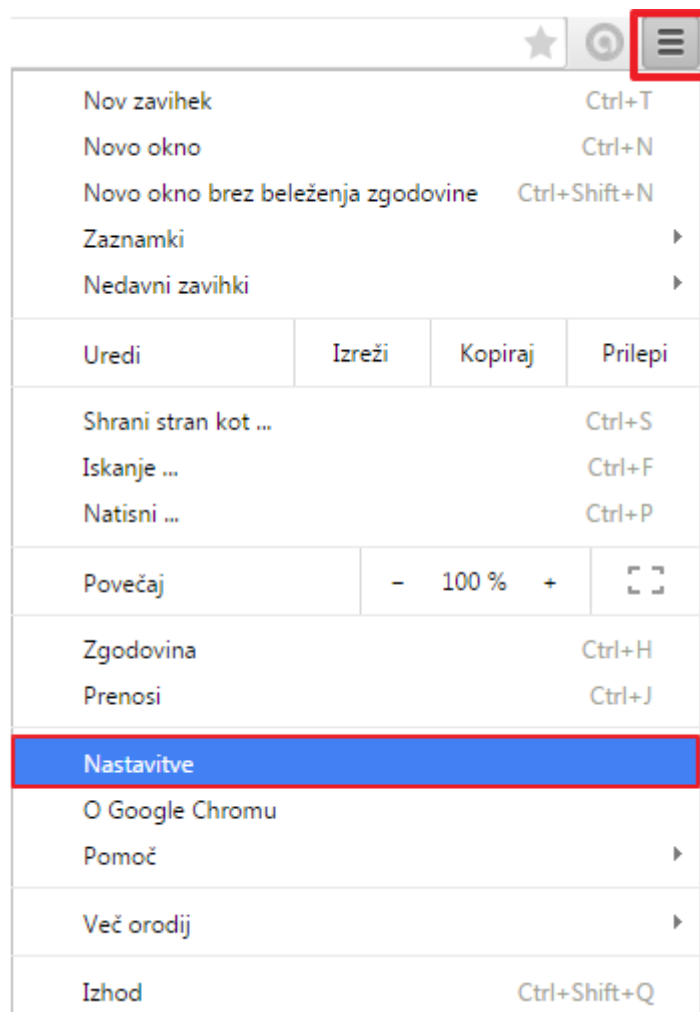 Nov zavihek Ctrl+T
Novo okno Ctrl+N
Novo okno brez beleženja zgodovine Ctrl+Shift+N
Zaznamki
Nedavni zavihki
Uredi Izreži Kopiraj Prilepi
Shrani stran kot ... Ctrl+S
Iskanje ... Ctrl+F
Natisni ... Ctrl+P
Povečaj – 100 % +
Zgodovina Ctrl+H
Prenosi Ctrl+J
Nastavitve
O Google Chromu
Pomoč
Več orodij
Izhod Ctrl+Shift+Q